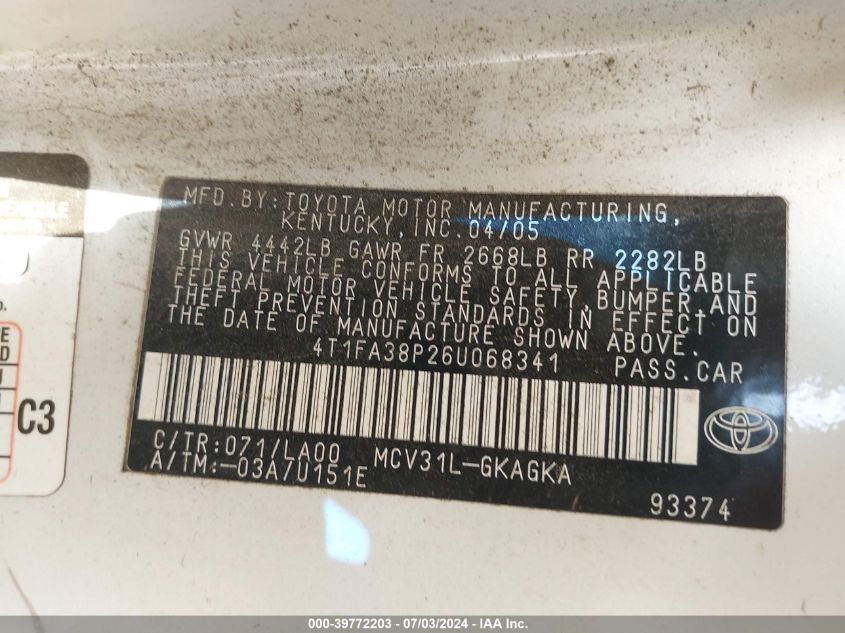 MFD. BY: TOYOTA MOTOR MANUFACTURING,
KENTUCKY, INC. 04/05
GVWR 4442LB GAWR FR 2668LB RR 2282LB
THIS VEHICLE CONFORMS TO ALL APPLICABLE
FEDERAL MOTOR VEHICLE SAFETY, BUMPER, AND
THEFT PREVENTION STANDARDS IN EFFECT ON
THE DATE OF MANUFACTURE SHOWN ABOVE.
4T1FA38P26U068341 PASS. CAR
C/TR: 071/LA00 MCV31L-GKAGKA
A/TM: -03A/U151E
93374
C3
000-39772203 - 07/03/2024 - IAA Inc.